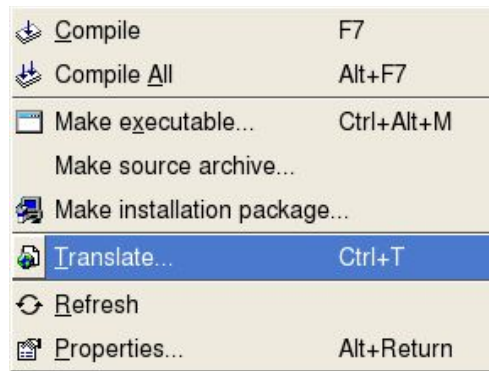 Compile F7
Compile All Alt+F7
Make executable... Ctrl+Alt+M
Make source archive...
Make installation package...
Translate... Ctrl+T
Refresh
Properties... Alt+Return